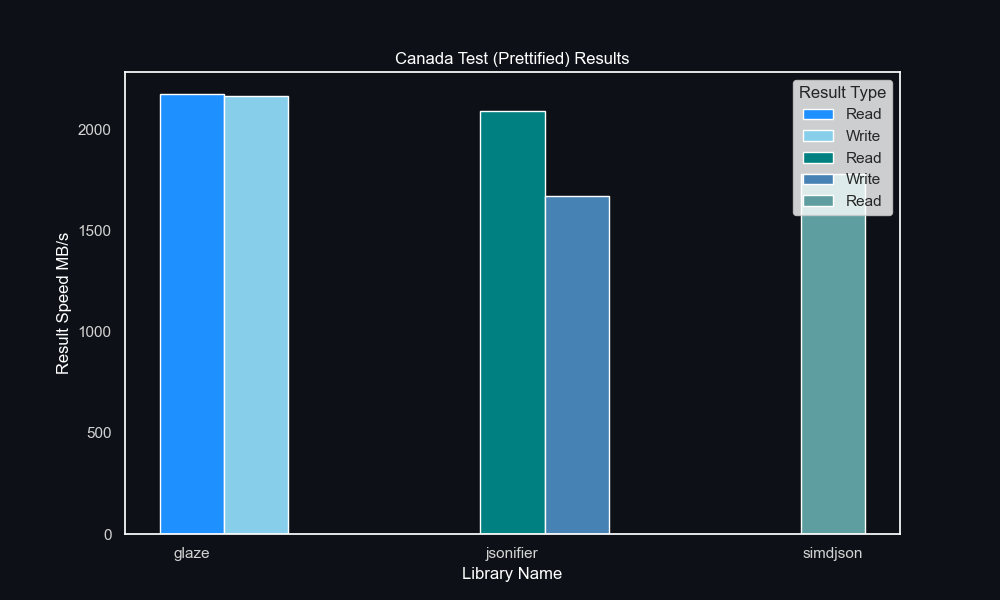 Canada Test (Prettified) Results
Result Type
Read
Write
Read
Write
Read
Result Speed MB/s
2000
1500
1000
500
0
glaze
jsonifier
simdjson
Library Name